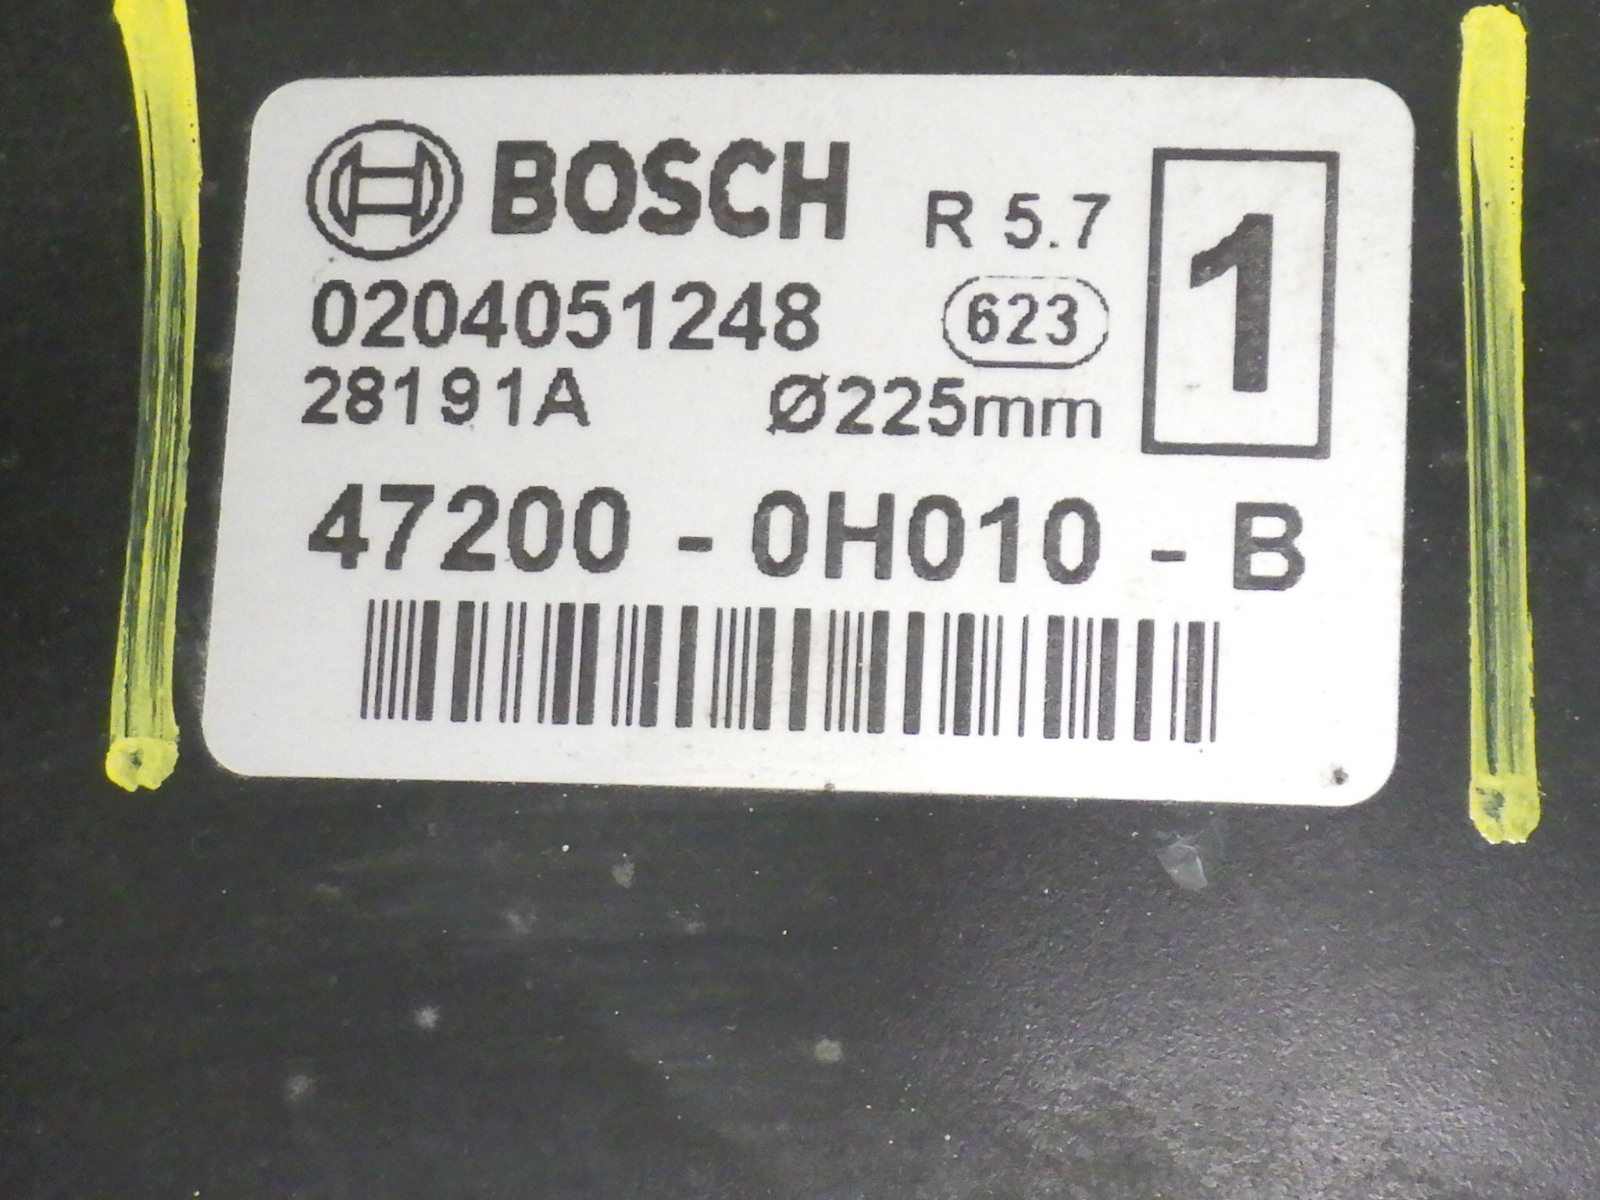 BOSCH R 5.7 1
0204051248 623
28191A Ø225mm
47200 - 0H010 - B